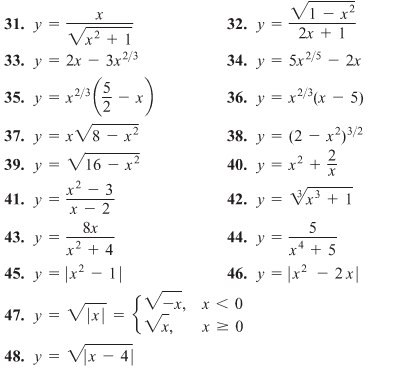 31. y = x / √(x² + 1)
32. y = √(1 − x²) / (2x + 1)
33. y = 2x − 3x^(2/3)
34. y = 5x^(2/5) − 2x
35. y = x^(2/3)(5/2 − x)
36. y = x^(2/3)(x − 5)
37. y = x√(8 − x²)
38. y = (2 − x²)^(3/2)
39. y = √(16 − x²)
40. y = x² + 2/x
41. y = (x² − 3) / (x − 2)
42. y = ∛(x³ + 1)
43. y = 8x / (x² + 4)
44. y = 5 / (x⁴ + 5)
45. y = |x² − 1|
46. y = |x² − 2x|
47. y = √|x| = { √−x, x < 0
√x, x ≥ 0
48. y = √|x − 4|